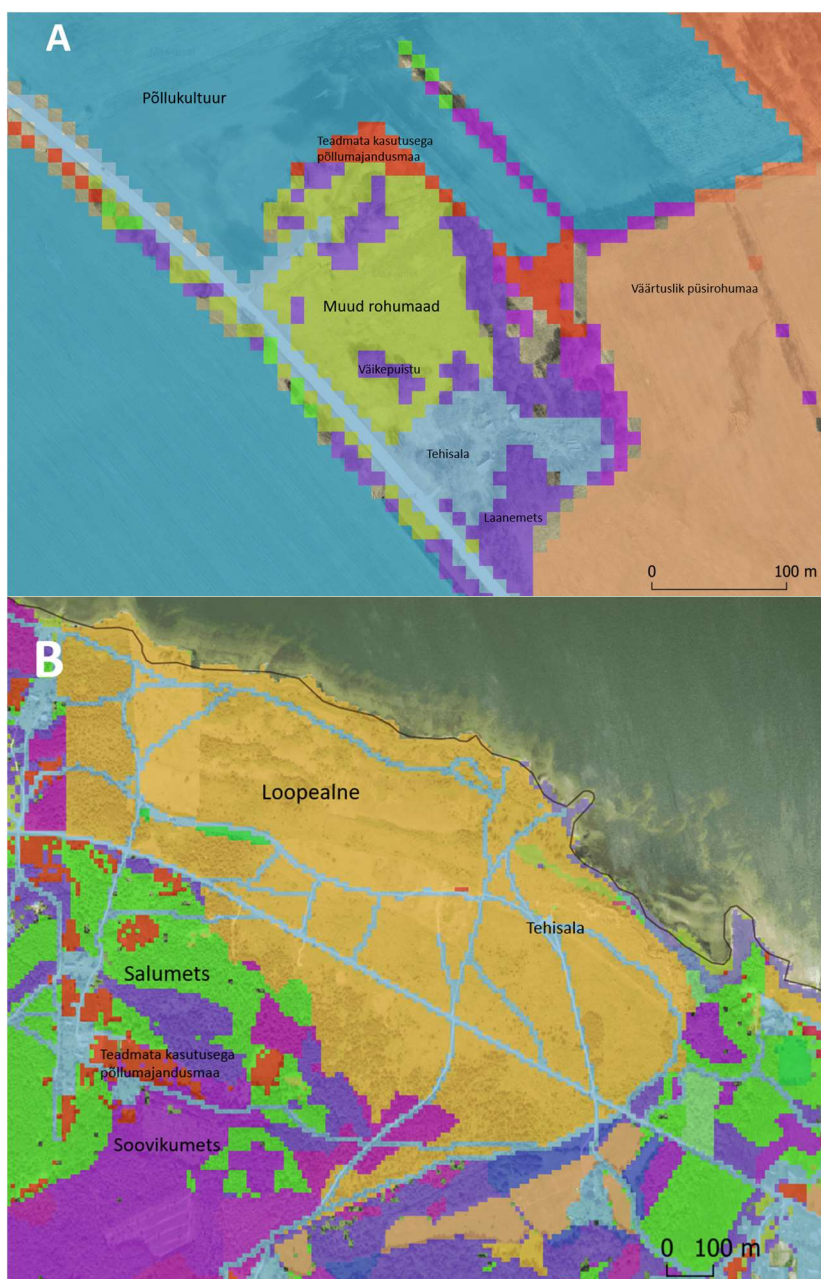 A
Põllukultuur
Teadmata kasutusega
põllumajandusmaa
Väärtuslik püsirohumaa
Muud rohumaad
Väikepuistu
Tehisala
Laanemets
0 100 m
B
Loopealne
Tehisala
Salumets
Teadmata kasutusega
põllumajandusmaa
Soovikumets
0 100 m